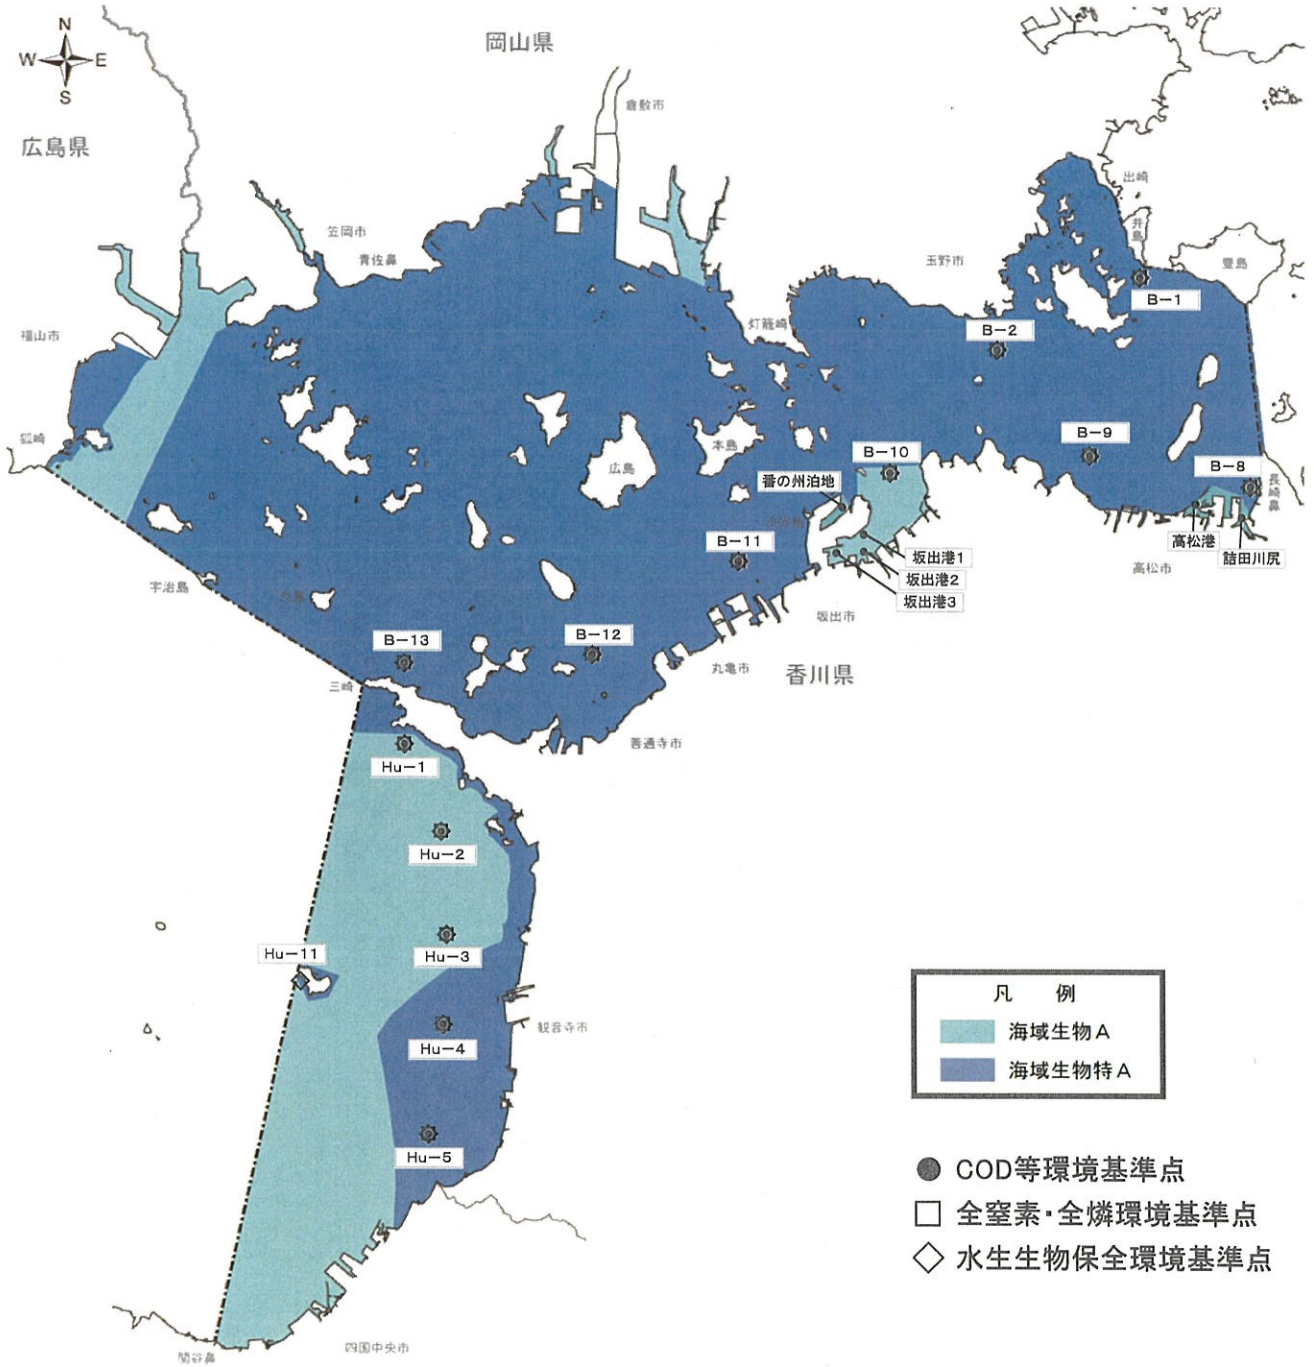 N
W E
S
岡山県
倉敷市
広島県
出崎
井島
豊島
笠岡市
青佐鼻
玉野市
B-1
福山市
灯籠崎
B-2
狐崎
本島
広島
B-9
B-10
B-8
番の州泊地
長崎鼻
B-11
高松港
詰田川尻
坂出港1
高松市
坂出港2
坂出港3
宇治島
坂出市
B-13
B-12
丸亀市
香川県
三崎
善通寺市
Hu-1
Hu-2
Hu-3
Hu-11
Hu-4
観音寺市
Hu-5
凡 例
海域生物A
海域生物特A
COD等環境基準点
全窒素・全燐環境基準点
水生生物保全環境基準点
四国中央市
関谷鼻